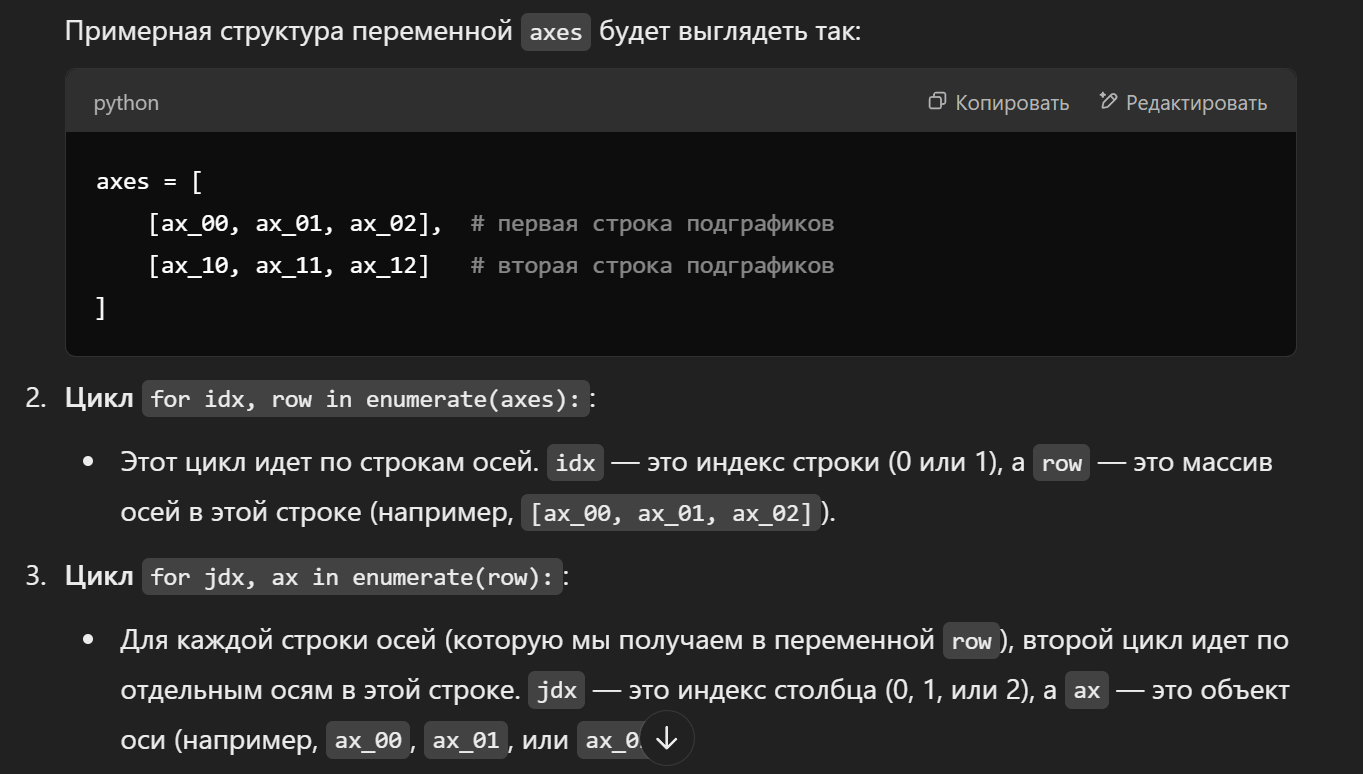 Примерная структура переменной axes будет выглядеть так:
python Копировать Редактировать
axes = [
    [ax_00, ax_01, ax_02],  # первая строка подграфиков
    [ax_10, ax_11, ax_12]   # вторая строка подграфиков
]
2. Цикл for idx, row in enumerate(axes): :
• Этот цикл идет по строкам осей. idx — это индекс строки (0 или 1), а row — это массив
осей в этой строке (например, [ax_00, ax_01, ax_02] ).
3. Цикл for jdx, ax in enumerate(row): :
• Для каждой строки осей (которую мы получаем в переменной row ), второй цикл идет по
отдельным осям в этой строке. jdx — это индекс столбца (0, 1, или 2), а ax — это объект
оси (например, ax_00 , ax_01 , или